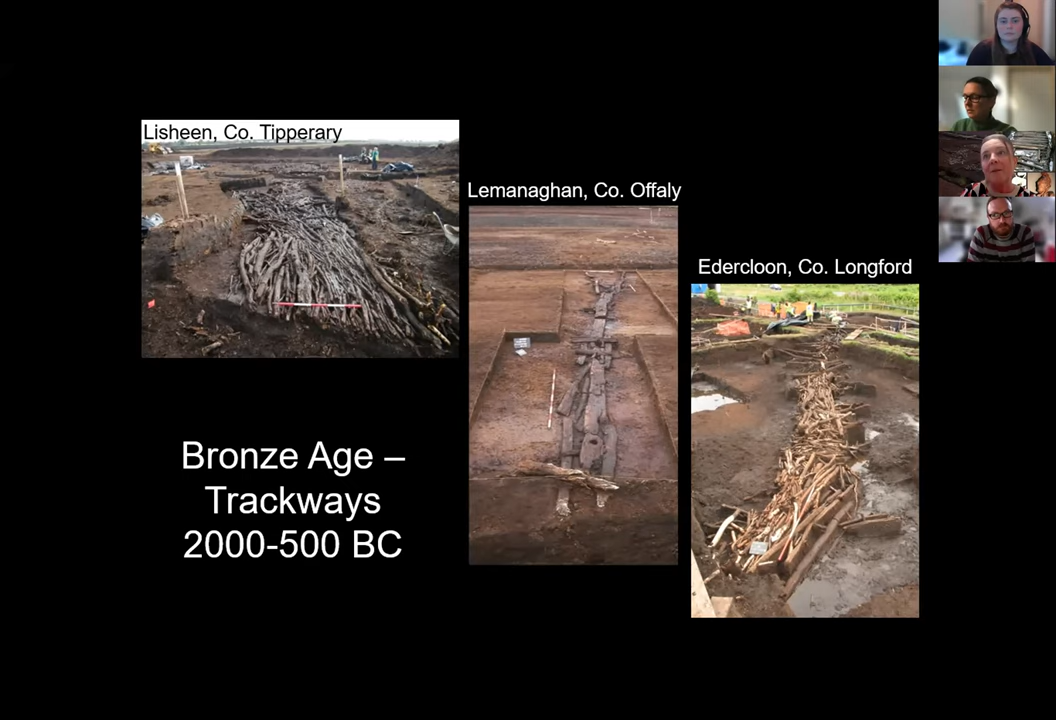 Lisheen, Co. Tipperary
Lemanaghan, Co. Offaly
Edercloon, Co. Longford
Bronze Age –
Trackways
2000-500 BC